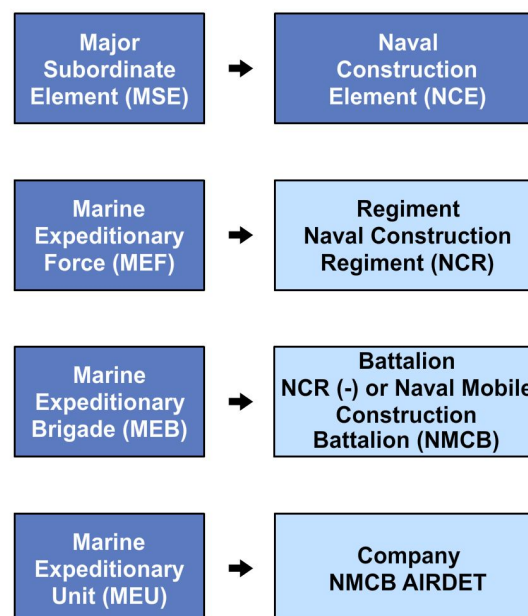 Major
Subordinate
Element (MSE)
Naval
Construction
Element (NCE)
Marine
Expeditionary
Force (MEF)
Regiment
Naval Construction
Regiment (NCR)
Marine
Expeditionary
Brigade (MEB)
Battalion
NCR (-) or Naval Mobile
Construction
Battalion (NMCB)
Marine
Expeditionary
Unit (MEU)
Company
NMCB AIRDET